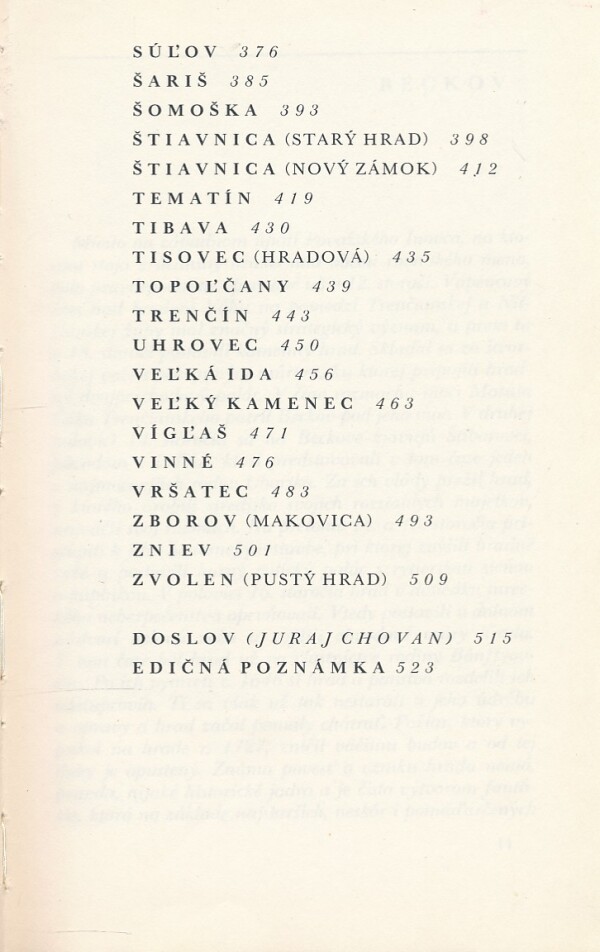 SÚĽOV 376
ŠARIŠ 385
ŠOMOŠKA 393
ŠTIAVNICA (STARÝ HRAD) 398
ŠTIAVNICA (NOVÝ ZÁMOK) 412
TEMATÍN 419
TIBAVA 430
TISOVEC (HRADOVÁ) 435
TOPOĽČANY 439
TRENČÍN 443
UHROVEC 450
VEĽKÁ IDA 456
VEĽKÝ KAMENEC 463
VÍGĽAŠ 471
VINNÉ 476
VRŠATEC 483
ZBOROV (MAKOVICA) 493
ZNIEV 501
ZVOLEN (PUSTÝ HRAD) 509
DOSLOV (JURAJ CHOVAN) 515
EDIČNÁ POZNÁMKA 523